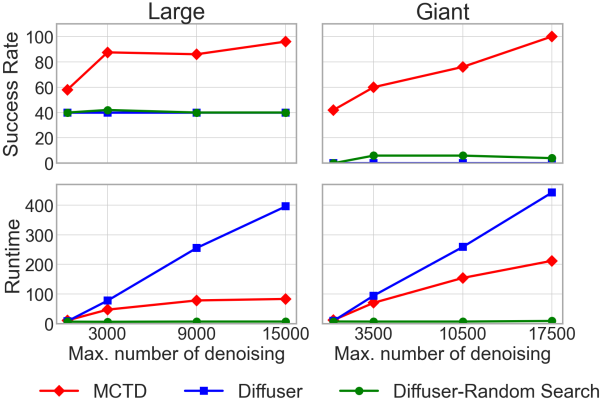 Large
Giant
Success Rate
100
80
60
40
20
0
Runtime
400
300
200
100
0
3000 9000 15000
3500 10500 17500
Max. number of denoising
Max. number of denoising
MCTD Diffuser Diffuser-Random Search